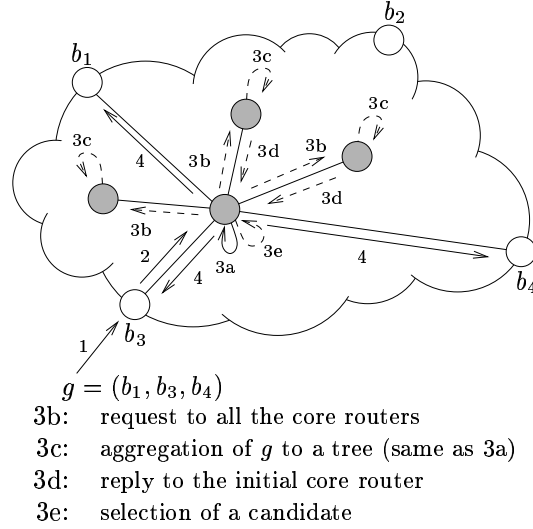 b₂
b₁
3c
3c
3c
4
3b
3d
3b
3d
3b
2
4
3a
3e
4
b₄
b₃
1
g = (b₁, b₃, b₄)
3b: request to all the core routers
3c: aggregation of g to a tree (same as 3a)
3d: reply to the initial core router
3e: selection of a candidate